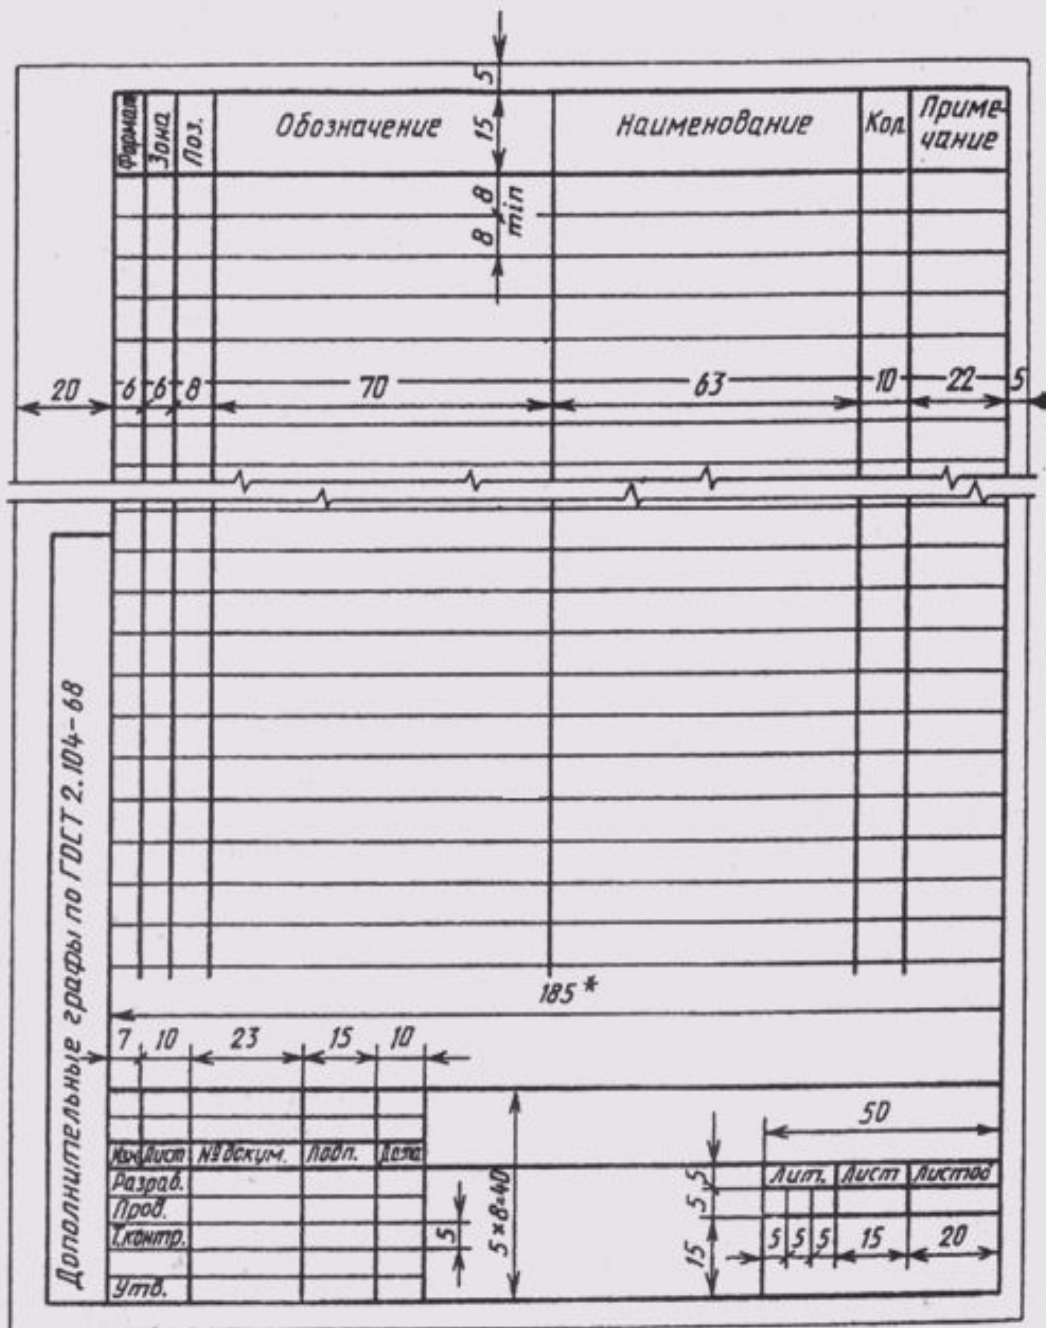 5
Формат
Зона
Поз.
Обозначение
15
Наименование
Кол.
Приме-
чание
8 8
min
20 6 6 8 70 63 10 22 5
Дополнительные графы по ГОСТ 2.104-68
185*
7 10 23 15 10
50
Изм. Лист № докум. Подп. Дата
Разраб.
Пров.
Т.контр.
Утв.
5
5×8=40
5 5
15
Лит. Лист Листов
5 5 5 15 20